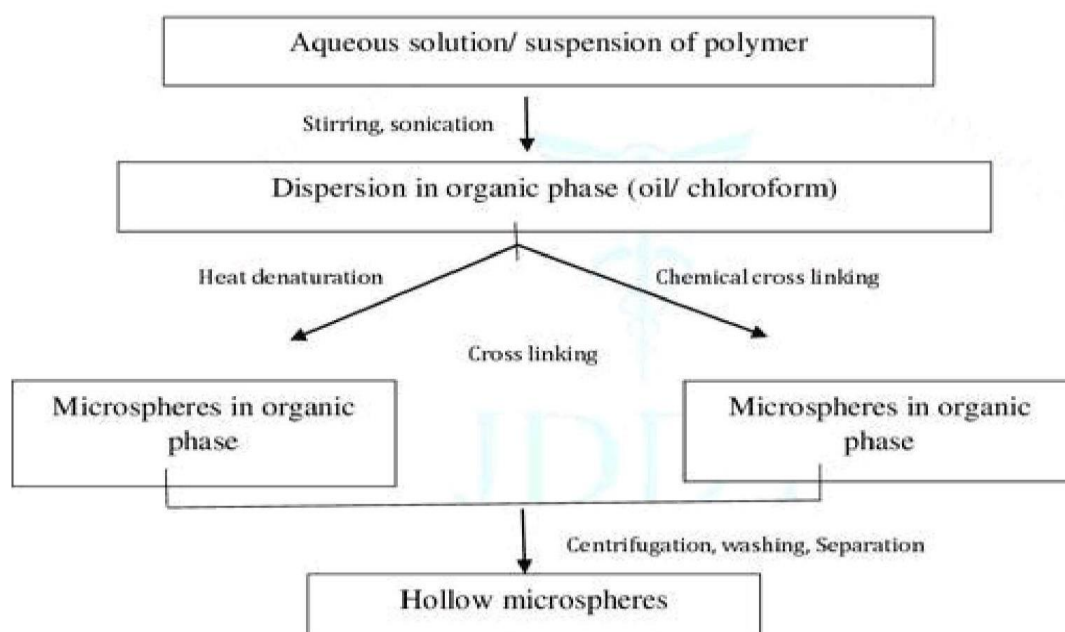 Aqueous solution/ suspension of polymer
Stirring, sonication
Dispersion in organic phase (oil/ chloroform)
Heat denaturation
Chemical cross linking
Cross linking
Microspheres in organic
phase
Microspheres in organic
phase
Centrifugation, washing, Separation
Hollow microspheres